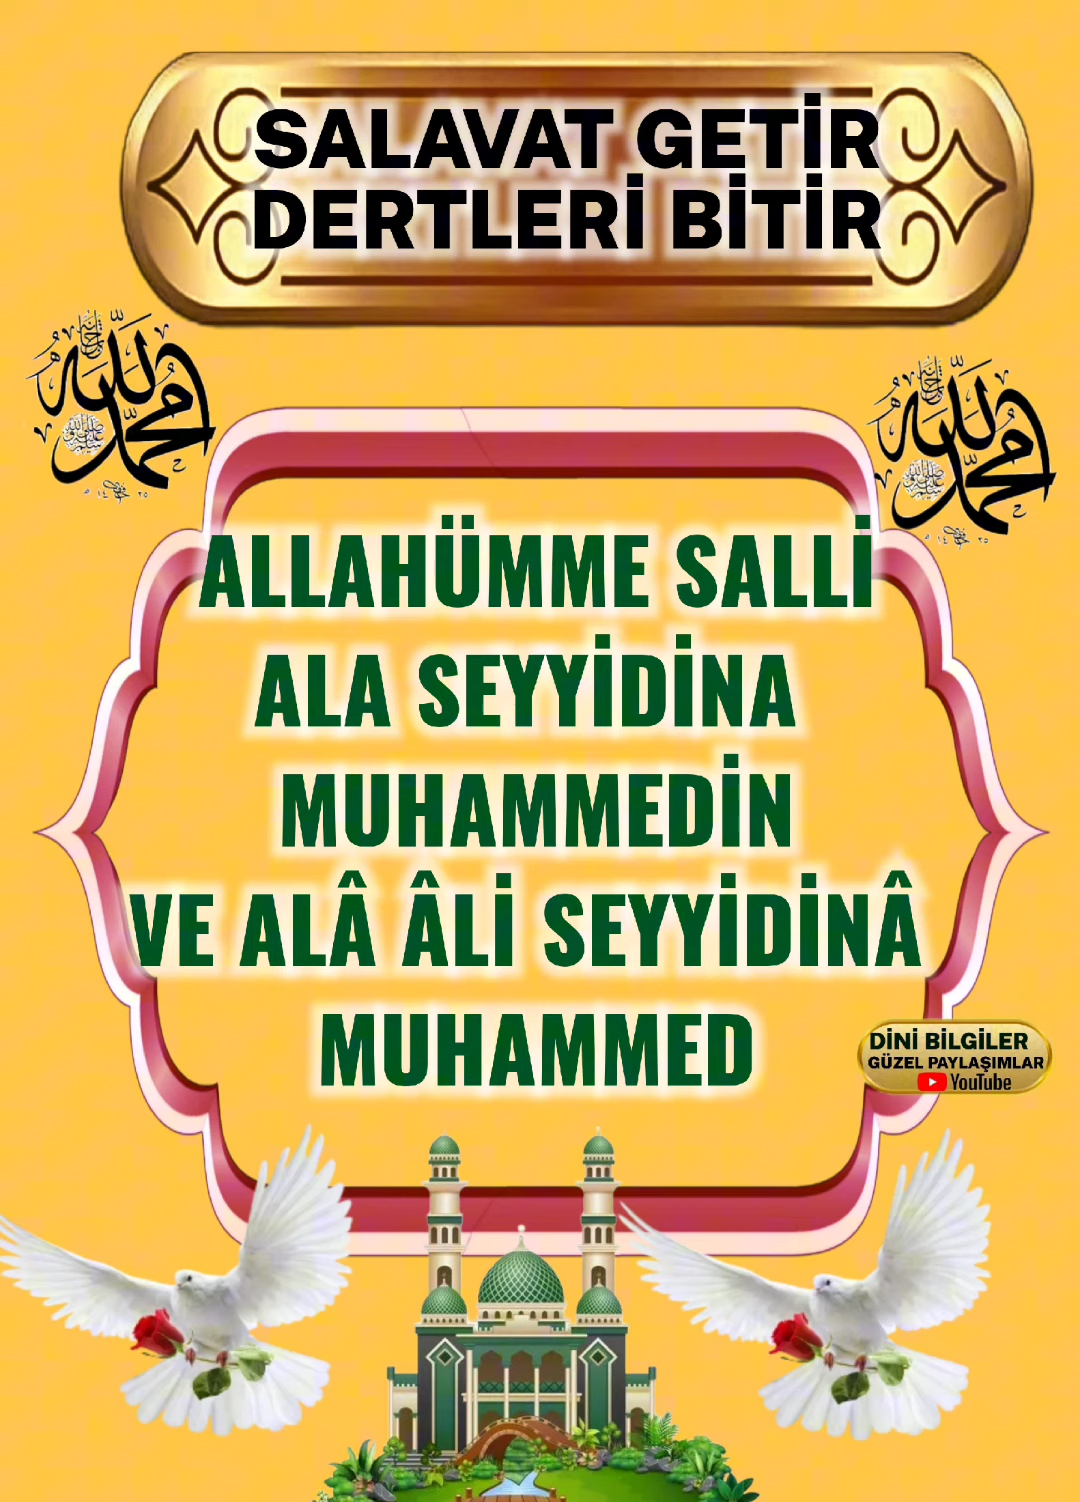 SALAVAT GETİR
DERTLERİ BİTİR
ALLAHÜMME SALLİ
ALA SEYYİDİNA
MUHAMMEDİN
VE ALÂ ÂLİ SEYYİDİNÂ
MUHAMMED
DİNİ BİLGİLER
GÜZEL PAYLAŞIMLAR
YouTube